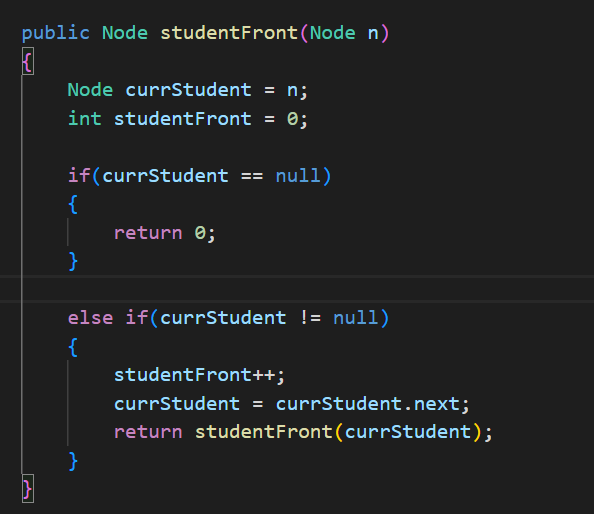 public Node studentFront(Node n)
{
    Node currStudent = n;
    int studentFront = 0;

    if(currStudent == null)
    {
        return 0;
    }

    else if(currStudent != null)
    {
        studentFront++;
        currStudent = currStudent.next;
        return studentFront(currStudent);
    }
}